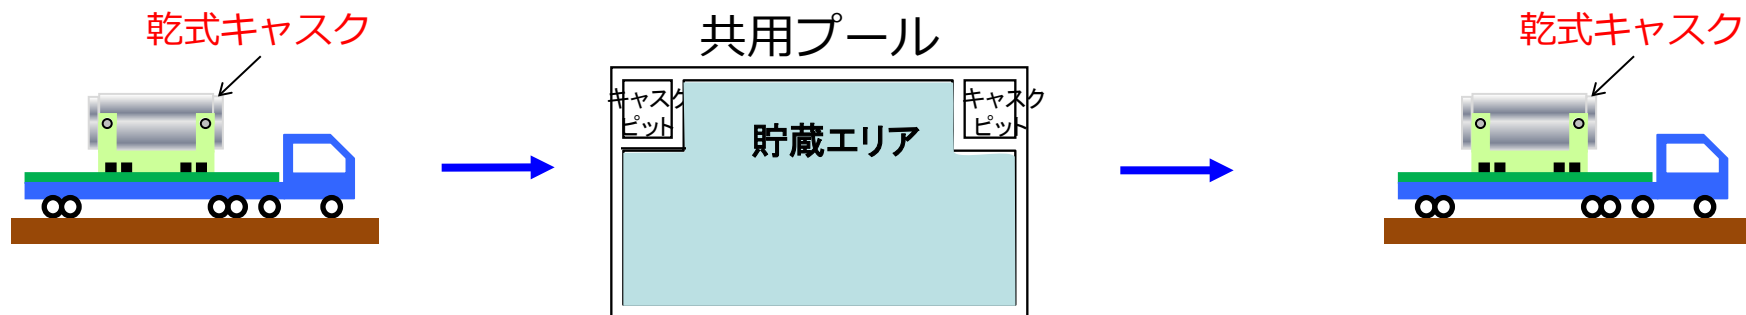 乾式キャスク
共用プール
キャスク
ピット
貯蔵エリア
キャスク
ピット
乾式キャスク